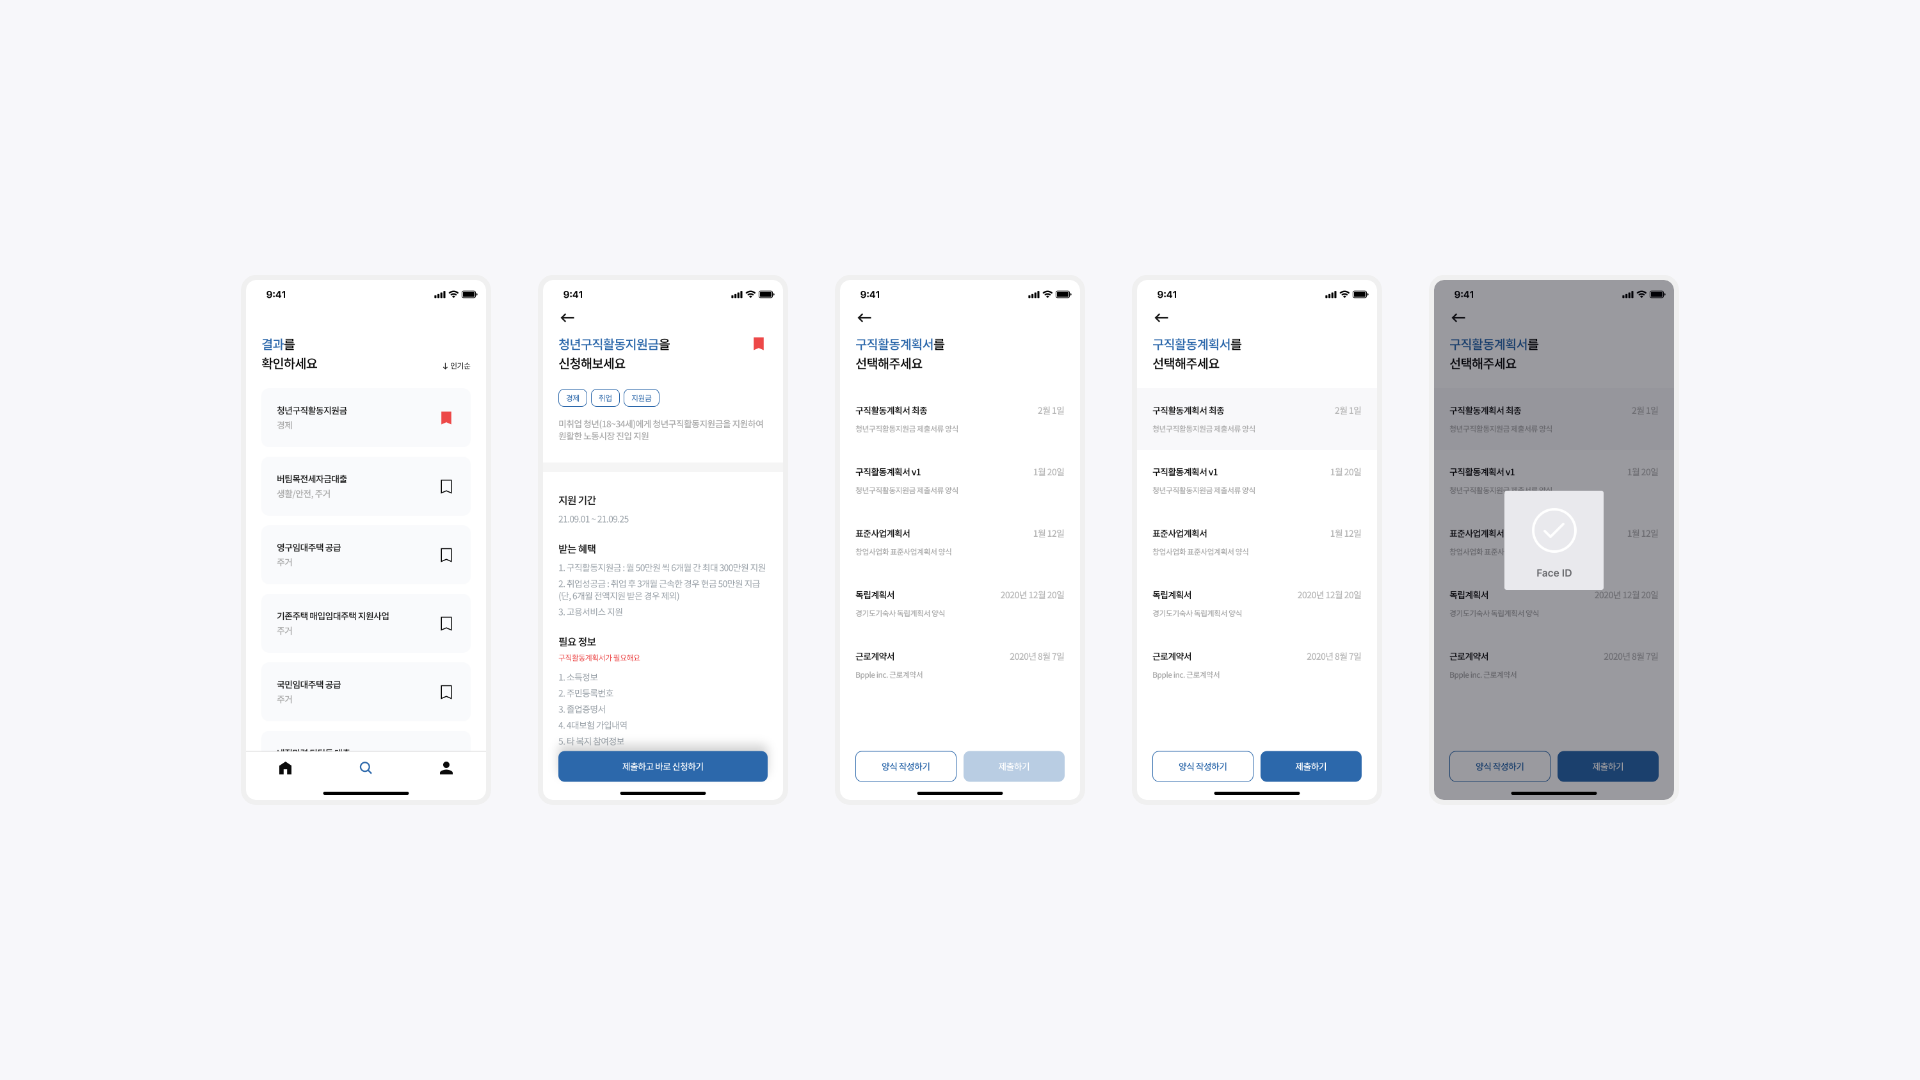 9:41
결과를
확인하세요
↓ 인기순
청년구직활동지원금
경제
버팀목전세자금대출
생활/안전, 주거
영구임대주택 공급
주거
기존주택 매입임대주택 지원사업
주거
국민임대주택 공급
주거
9:41
청년구직활동지원금을
신청해보세요
경제
취업
지원금
미취업 청년(18~34세)에게 청년구직활동지원금을 지원하여
원활한 노동시장 진입 지원
지원 기간
21.09.01 ~ 21.09.25
받는 혜택
1. 구직활동지원금 : 월 50만원 씩 6개월 간 최대 300만원 지원
2. 취업성공금 : 취업 후 3개월 근속한 경우 현금 50만원 지급
(단, 6개월 전액지원 받은 경우 제외)
3. 고용서비스 지원
필요 정보
구직활동계획서가 필요해요
1. 소득정보
2. 주민등록번호
3. 졸업증명서
4. 4대보험 가입내역
5. 타 복지 참여정보
제출하고 바로 신청하기
9:41
구직활동계획서를
선택해주세요
구직활동계획서 최종
2월 1일
청년구직활동지원금 제출서류 양식
구직활동계획서 v1
1월 20일
청년구직활동지원금 제출서류 양식
표준사업계획서
1월 12일
창업사업화 표준사업계획서 양식
독립계획서
2020년 12월 20일
경기도기숙사 독립계획서 양식
근로계약서
2020년 8월 7일
Bpple inc. 근로계약서
양식 작성하기
제출하기
9:41
구직활동계획서를
선택해주세요
구직활동계획서 최종
2월 1일
청년구직활동지원금 제출서류 양식
구직활동계획서 v1
1월 20일
청년구직활동지원금 제출서류 양식
표준사업계획서
1월 12일
창업사업화 표준사업계획서 양식
독립계획서
2020년 12월 20일
경기도기숙사 독립계획서 양식
근로계약서
2020년 8월 7일
Bpple inc. 근로계약서
양식 작성하기
제출하기
9:41
구직활동계획서를
선택해주세요
구직활동계획서 최종
2월 1일
청년구직활동지원금 제출서류 양식
구직활동계획서 v1
1월 20일
청년구직활동지원금 제출서류 양식
표준사업계획서
1월 12일
창업사업화 표준사
Face ID
독립계획서
2020년 12월 20일
경기도기숙사 독립계획서 양식
근로계약서
2020년 8월 7일
Bpple inc. 근로계약서
양식 작성하기
제출하기